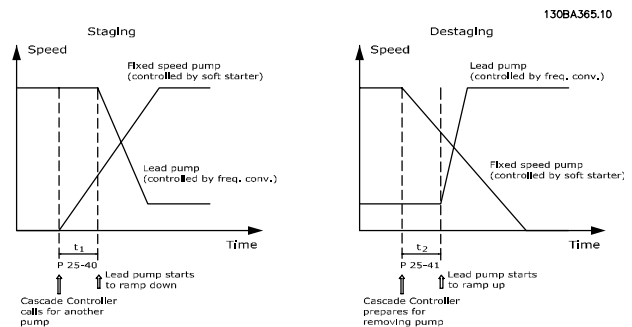 130BA365.10
Staging
Speed
Fixed speed pump
(controlled by soft starter)
Lead pump
(controlled by freq. conv.)
Time
t1
P 25-40
Lead pump starts
to ramp down
Cascade Controller
calls for another
pump
Destaging
Speed
Lead pump
(controlled by freq. conv.)
Fixed speed pump
(controlled by soft starter)
Time
t2
P 25-41
Lead pump starts
to ramp up
Cascade Controller
prepares for
removing pump